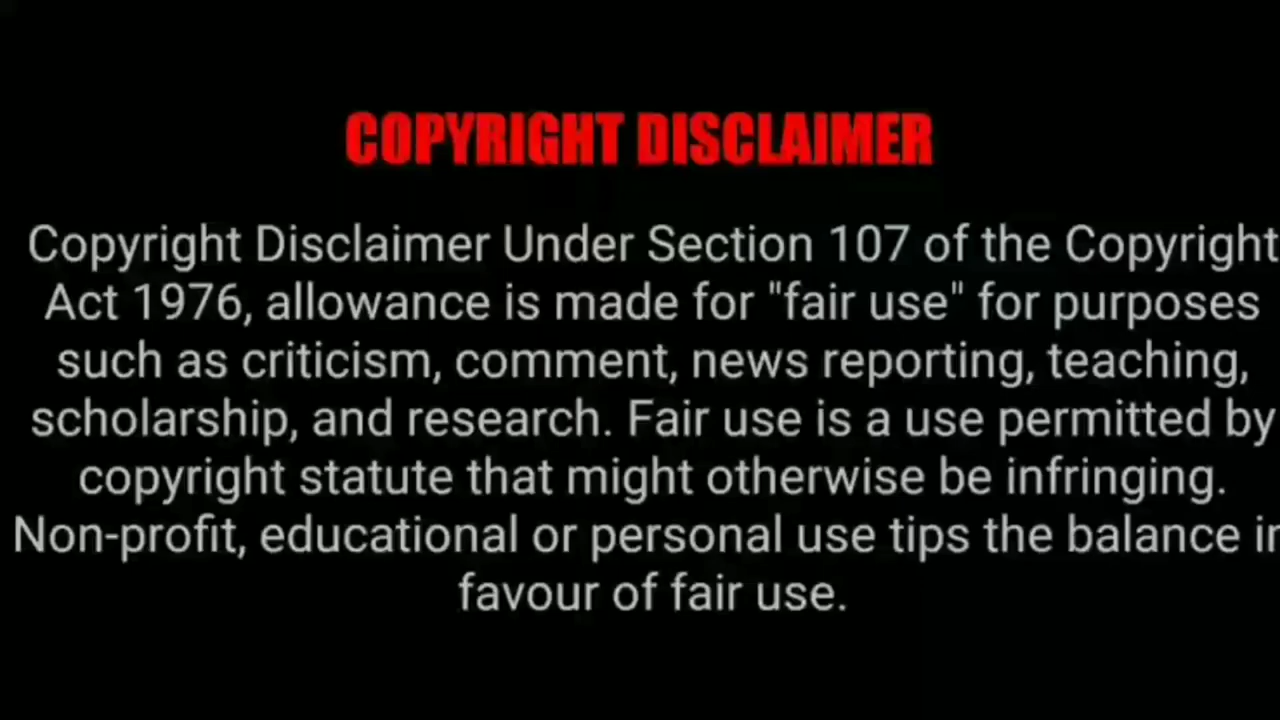 COPYRIGHT DISCLAIMER
Copyright Disclaimer Under Section 107 of the Copyright
Act 1976, allowance is made for "fair use" for purposes
such as criticism, comment, news reporting, teaching,
scholarship, and research. Fair use is a use permitted by
copyright statute that might otherwise be infringing.
Non-profit, educational or personal use tips the balance in
favour of fair use.